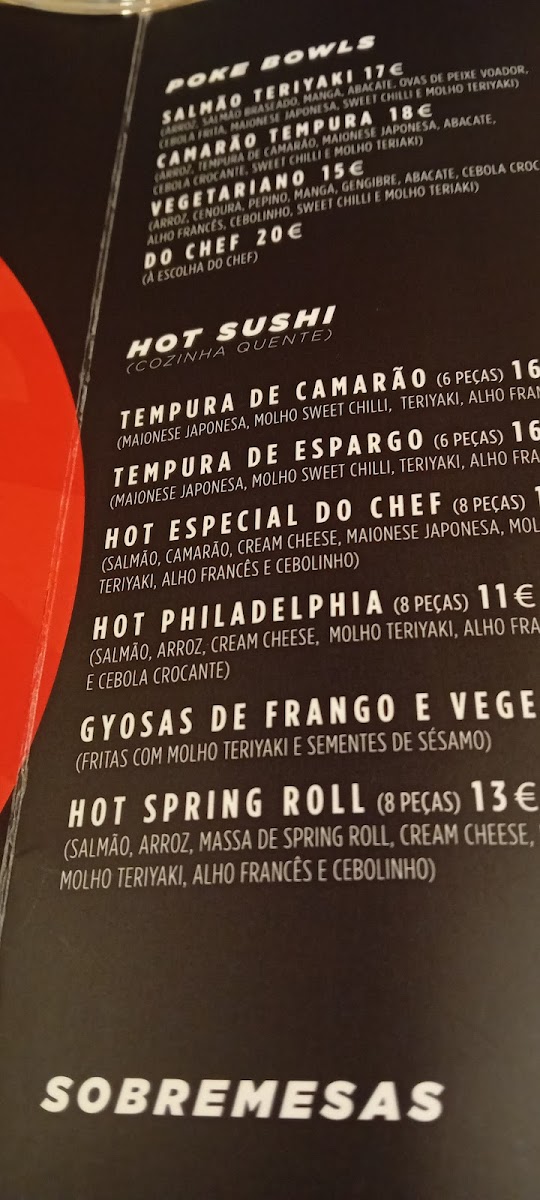 POKE BOWLS
SALMÃO TERIYAKI 17€
(ARROZ, SALMÃO BRASEADO, MANGA, ABACATE, OVAS DE PEIXE VOADOR,
CEBOLA FRITA, MAIONESE JAPONESA, SWEET CHILLI E MOLHO TERIYAKI)
CAMARÃO TEMPURA 18€
(ARROZ, TEMPURA DE CAMARÃO, MAIONESE JAPONESA, ABACATE,
CEBOLA CROCANTE, SWEET CHILLI E MOLHO TERIAKI)
VEGETARIANO 15€
(ARROZ, CENOURA, PEPINO, MANGA, GENGIBRE, ABACATE, CEBOLA CROC
ALHO FRANCÊS, CEBOLINHO, SWEET CHILLI E MOLHO TERIAKI)
DO CHEF 20€
(À ESCOLHA DO CHEF)
HOT SUSHI
(COZINHA QUENTE)
TEMPURA DE CAMARÃO (6 PEÇAS) 16
(MAIONESE JAPONESA, MOLHO SWEET CHILLI, TERIYAKI, ALHO FRAN
TEMPURA DE ESPARGO (6 PEÇAS) 16
(MAIONESE JAPONESA, MOLHO SWEET CHILLI, TERIYAKI, ALHO FRA
HOT ESPECIAL DO CHEF (8 PEÇAS)
(SALMÃO, CAMARÃO, CREAM CHEESE, MAIONESE JAPONESA, MOL
TERIYAKI, ALHO FRANCÊS E CEBOLINHO)
HOT PHILADELPHIA (8 PEÇAS) 11€
(SALMÃO, ARROZ, CREAM CHEESE, MOLHO TERIYAKI, ALHO FRA
E CEBOLA CROCANTE)
GYOSAS DE FRANGO E VEGE
(FRITAS COM MOLHO TERIYAKI E SEMENTES DE SÉSAMO)
HOT SPRING ROLL (8 PEÇAS) 13€
(SALMÃO, ARROZ, MASSA DE SPRING ROLL, CREAM CHEESE,
MOLHO TERIYAKI, ALHO FRANCÊS E CEBOLINHO)
SOBREMESAS